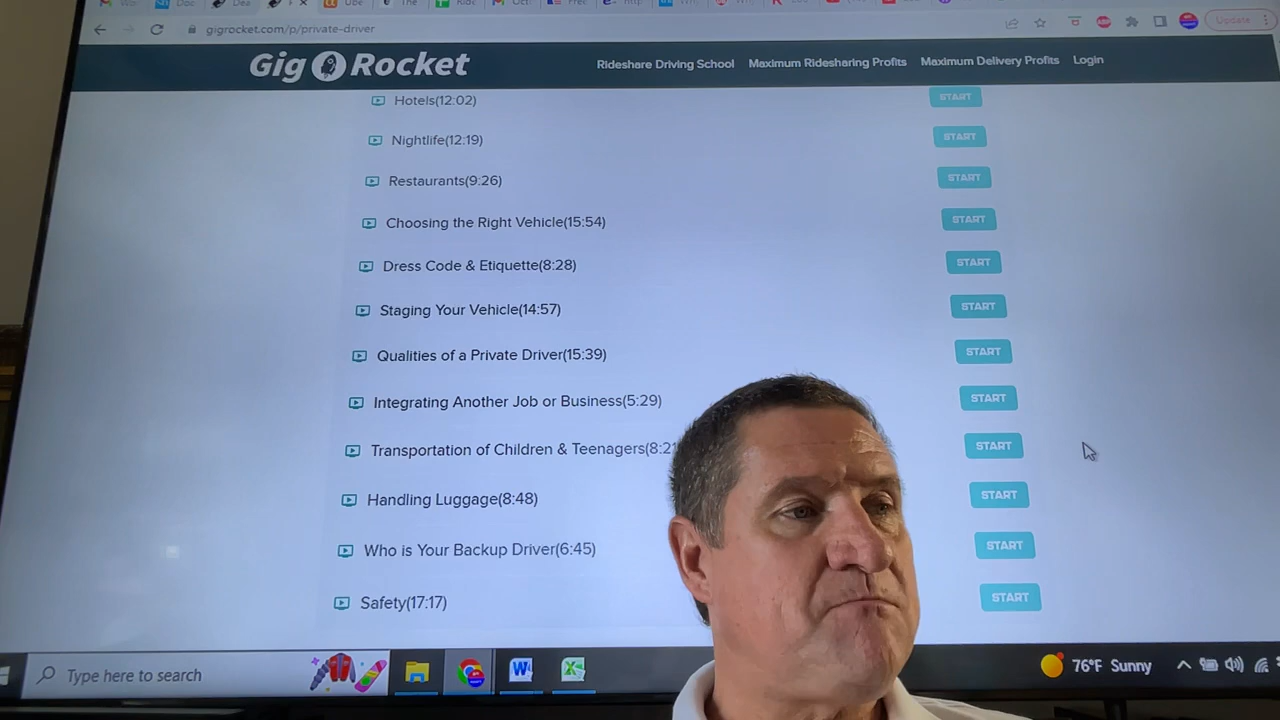 gigrocket.com/p/private-driver
Update
Gig Rocket
Rideshare Driving School Maximum Ridesharing Profits Maximum Delivery Profits Login
Hotels(12:02) START
Nightlife(12:19) START
Restaurants(9:26) START
Choosing the Right Vehicle(15:54) START
Dress Code & Etiquette(8:28) START
Staging Your Vehicle(14:57) START
Qualities of a Private Driver(15:39) START
Integrating Another Job or Business(5:29) START
Transportation of Children & Teenagers(8:21 START
Handling Luggage(8:48) START
Who is Your Backup Driver(6:45) START
Safety(17:17) START
Type here to search
76°F Sunny